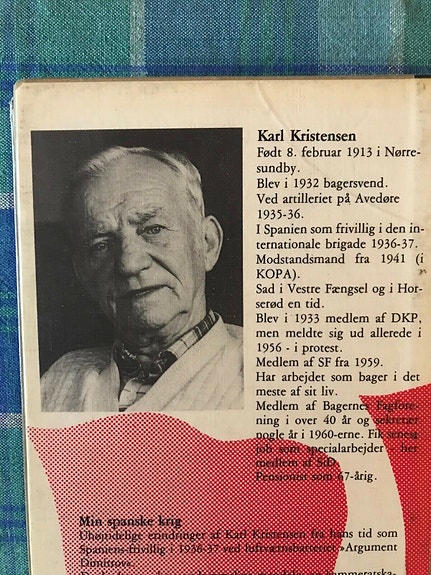 Karl Kristensen
Født 8. februar 1913 i Nørre-
sundby.
Blev i 1932 bagersvend.
Ved artilleriet på Avedøre
1935-36.
I Spanien som frivillig i den in-
ternationale brigade 1936-37.
Modstandsmand fra 1941 (i
KOPA).
Sad i Vestre Fængsel og i Hor-
serød en tid.
Blev i 1933 medlem af DKP,
men meldte sig ud allerede i
1956 - i protest.
Medlem af SF fra 1959.
Har arbejdet som bager i det
meste af sit liv.
Medlem af Bagernes Fagfore-
ning i over 40 år og sekretær
nogle år i 1960-erne. Fik senest
job som specialarbejder - her
medlem af SiD.
Pensionist som 67-årig.
Min spanske krig
Uhøjtidelige erindringer af Karl Kristensen fra hans tid som
Spaniens-frivillig i 1936-37 ved luftværnsbatteriet »Argument
Dimitrov«.